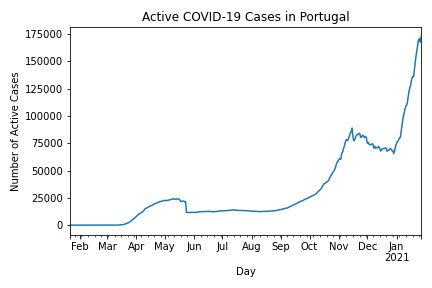 Active COVID-19 Cases in Portugal
Number of Active Cases
175000
150000
125000
100000
75000
50000
25000
0
Feb Mar Apr May Jun Jul Aug Sep Oct Nov Dec Jan
2021
Day